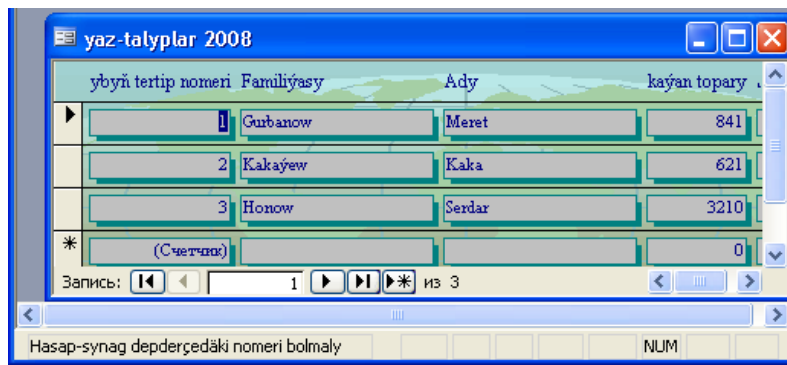 yaz-talyplar 2008
ybyň tertip nomeri Familiýasy Ady kaýan topary
1 Gurbanow Meret 841
2 Kakaýew Kaka 621
3 Honow Serdar 3210
(Счетчик) 0
Запись: 1 из 3
Hasap-synag depderçedäki nomeri bolmaly NUM